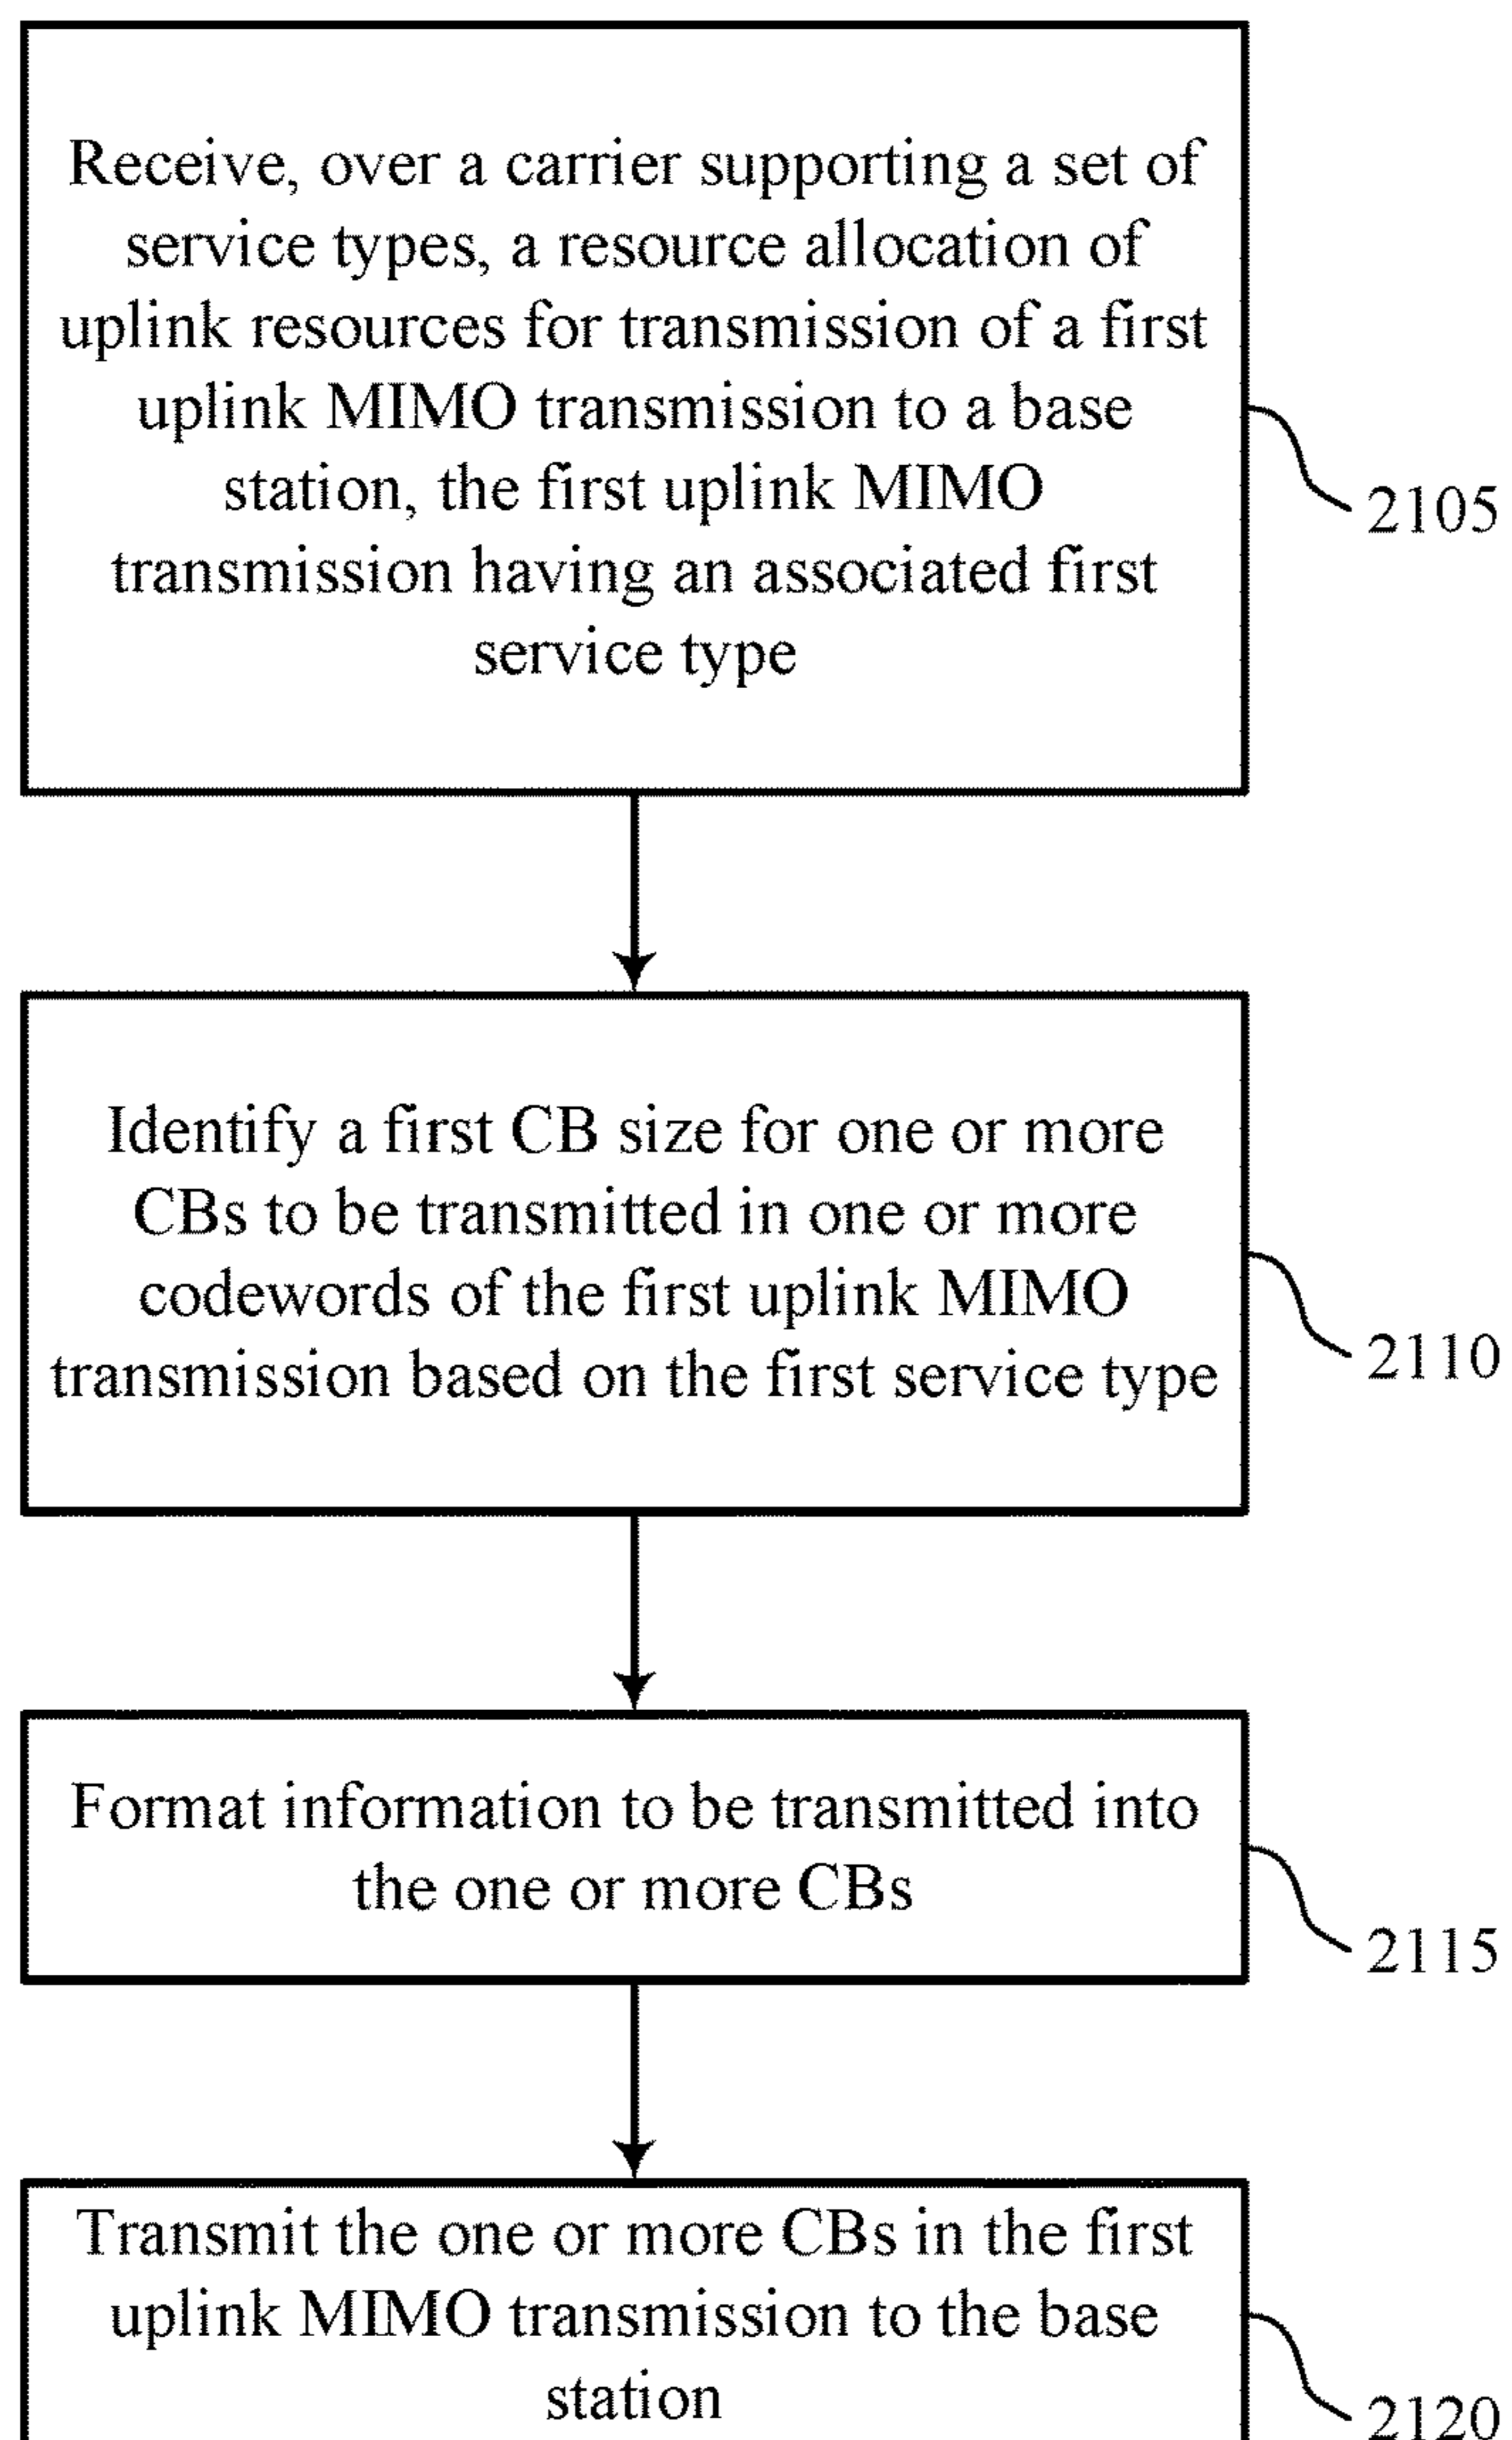 Receive, over a carrier supporting a set of
service types, a resource allocation of
uplink resources for transmission of a first
uplink MIMO transmission to a base
station, the first uplink MIMO
transmission having an associated first
service type
2105
Identify a first CB size for one or more
CBs to be transmitted in one or more
codewords of the first uplink MIMO
transmission based on the first service type
2110
Format information to be transmitted into
the one or more CBs
2115
Transmit the one or more CBs in the first
uplink MIMO transmission to the base
station
2120